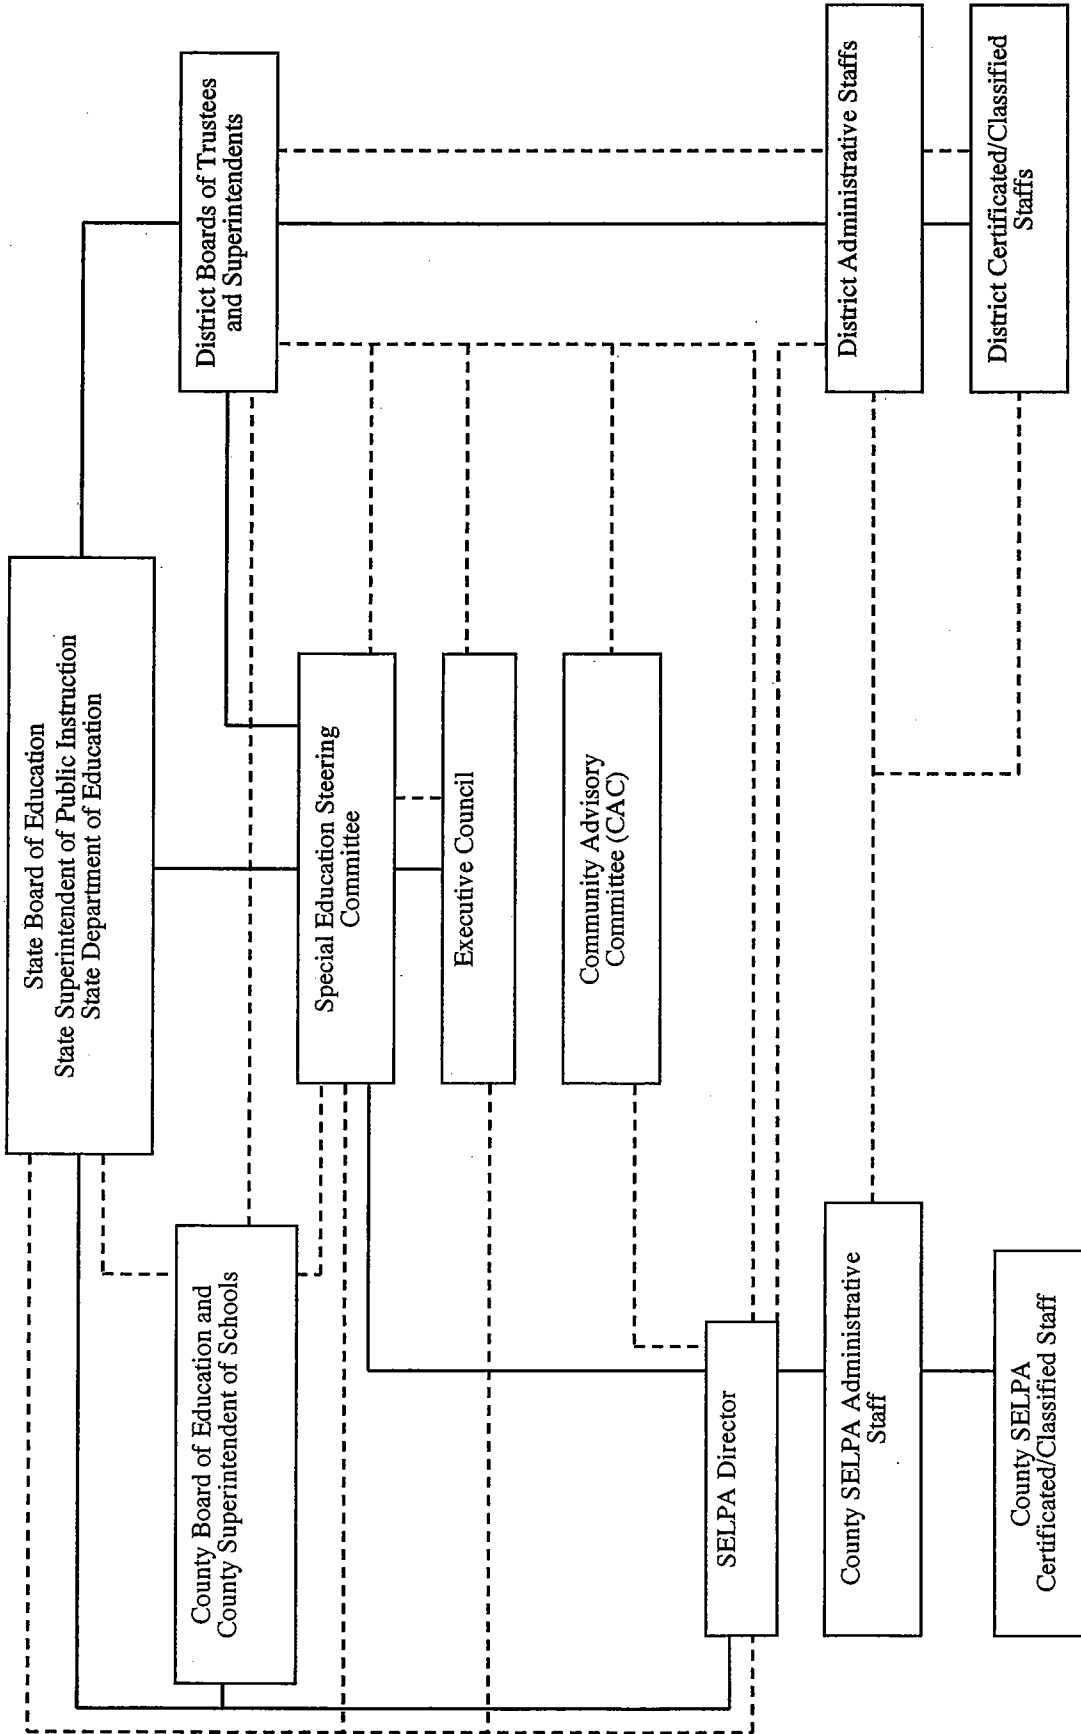 State Board of Education
State Superintendent of Public Instruction
State Department of Education
County Board of Education and
County Superintendent of Schools
District Boards of Trustees
and Superintendents
Special Education Steering
Committee
Executive Council
Community Advisory
Committee (CAC)
SELPA Director
County SELPA Administrative
Staff
District Administrative Staffs
County SELPA
Certificated/Classified Staff
District Certificated/Classified
Staffs